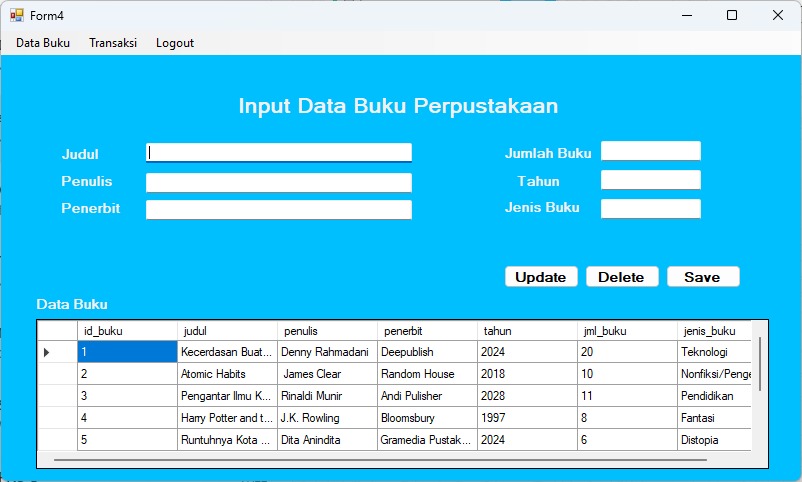 Form4
Data Buku Transaksi Logout
Input Data Buku Perpustakaan
Judul
Penulis
Penerbit
Jumlah Buku
Tahun
Jenis Buku
Update Delete Save
Data Buku
id_buku judul penulis penerbit tahun jml_buku jenis_buku
1 Kecerdasan Buat... Denny Rahmadani Deepublish 2024 20 Teknologi
2 Atomic Habits James Clear Random House 2018 10 Nonfiksi/Penge
3 Pengantar Ilmu K... Rinaldi Munir Andi Pulisher 2028 11 Pendidikan
4 Harry Potter and t... J.K. Rowling Bloomsbury 1997 8 Fantasi
5 Runtuhnya Kota ... Dita Anindita Gramedia Pustak... 2024 6 Distopia